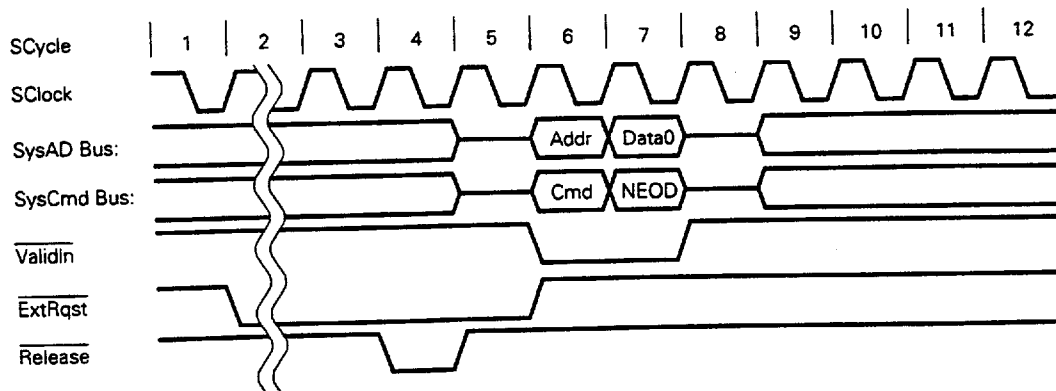 SCycle 1 2 3 4 5 6 7 8 9 10 11 12
SClock
SysAD Bus: Addr Data0
SysCmd Bus: Cmd NEOD
ValidIn
ExtRqst
Release